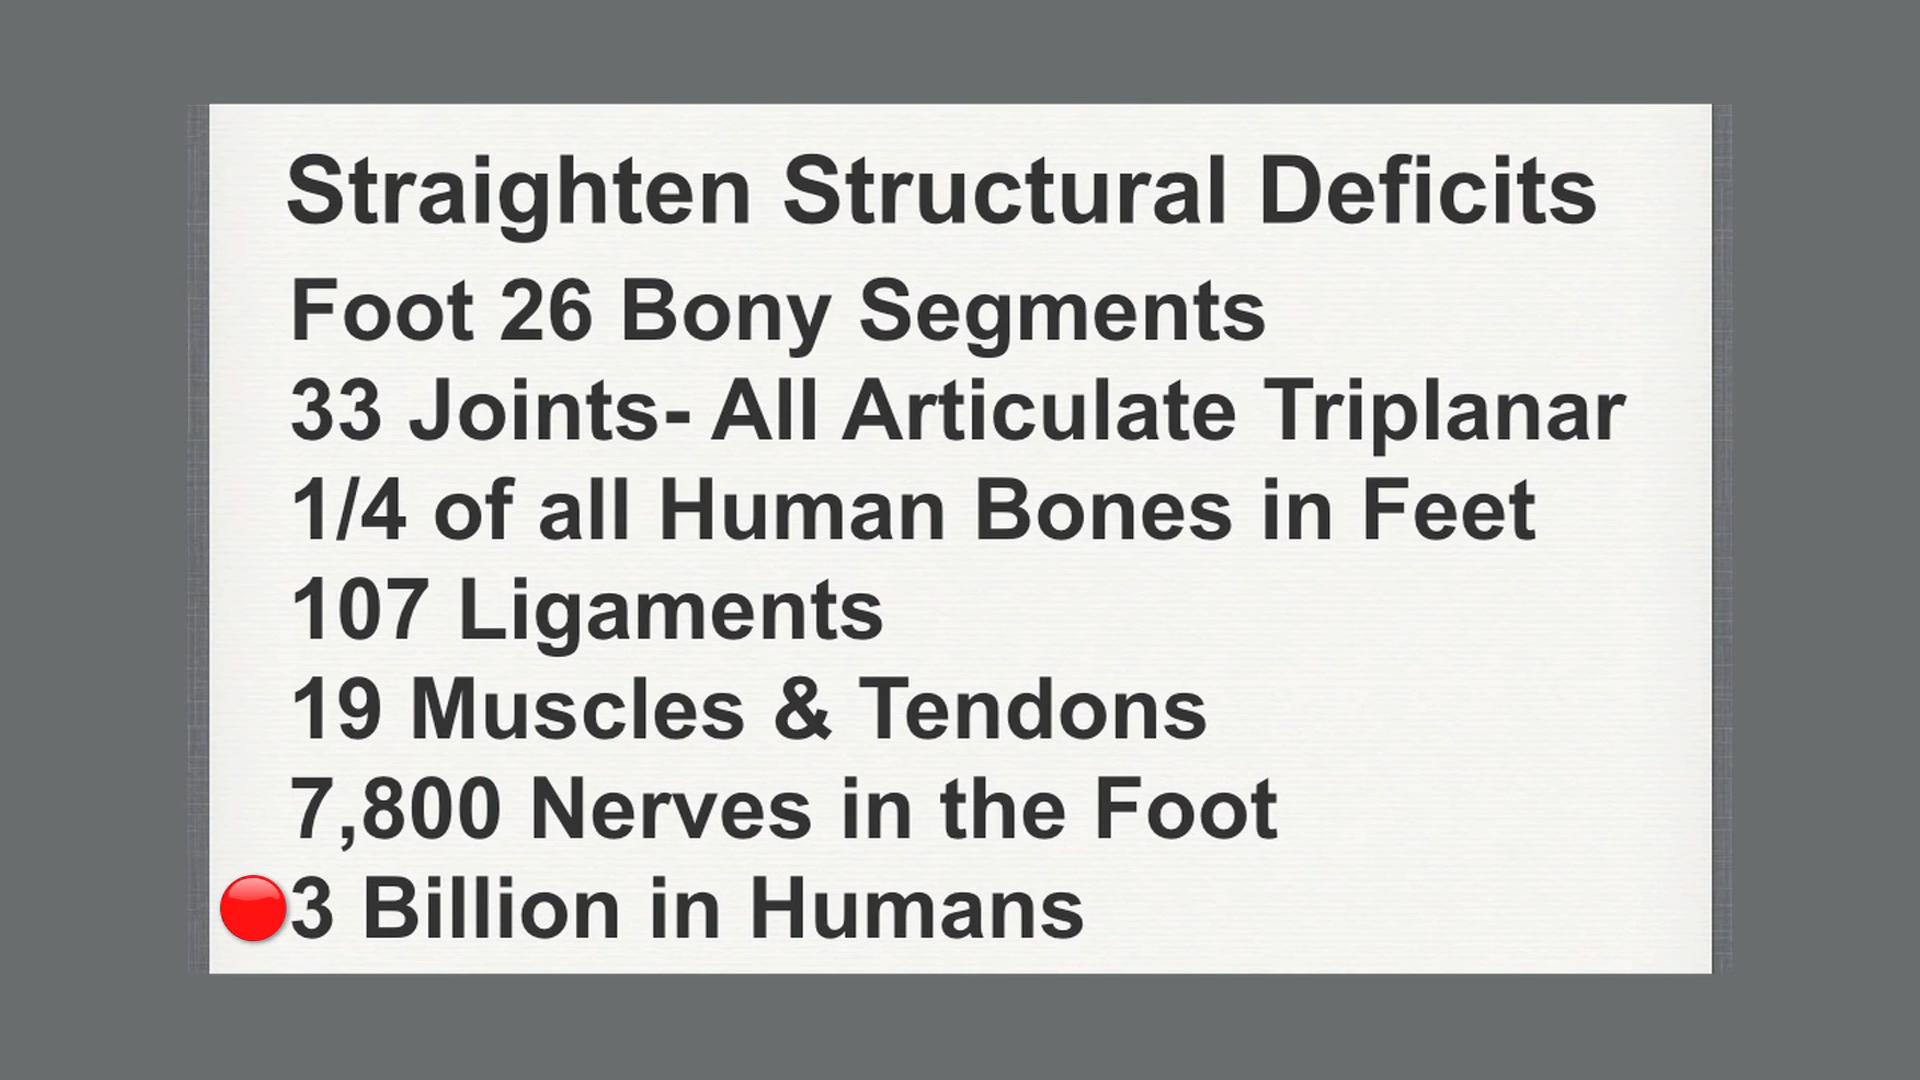 Straighten Structural Deficits
Foot 26 Bony Segments
33 Joints- All Articulate Triplanar
1/4 of all Human Bones in Feet
107 Ligaments
19 Muscles & Tendons
7,800 Nerves in the Foot
3 Billion in Humans